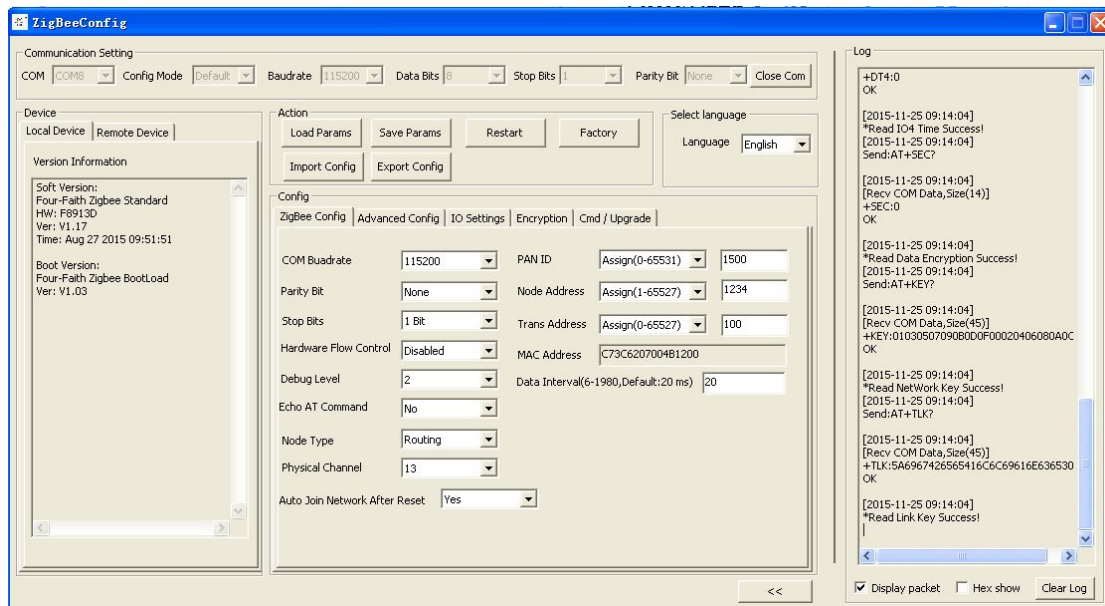 ZigBeeConfig
Communication Setting
COM COM8 Config Mode Default Baudrate 115200 Data Bits 8 Stop Bits 1 Parity Bit None Close Com
Device
Local Device Remote Device
Version Information
Soft Version:
Four-Faith Zigbee Standard
HW: F8913D
Ver: V1.17
Time: Aug 27 2015 09:51:51
Boot Version:
Four-Faith Zigbee BootLoad
Ver: V1.03
Action
Load Params Save Params Restart Factory
Import Config Export Config
Select language
Language English
Config
ZigBee Config Advanced Config IO Settings Encryption Cmd / Upgrade
COM Buadrate 115200 PAN ID Assign(0-65531) 1500
Parity Bit None Node Address Assign(1-65527) 1234
Stop Bits 1 Bit Trans Address Assign(0-65527) 100
Hardware Flow Control Disabled MAC Address C73C6207004B1200
Debug Level 2 Data Interval(6-1980,Default:20 ms) 20
Echo AT Command No
Node Type Routing
Physical Channel 13
Auto Join Network After Reset Yes
<<
Log
+DT4:0
OK
[2015-11-25 09:14:04]
*Read IO4 Time Success!
[2015-11-25 09:14:04]
Send:AT+SEC?
[2015-11-25 09:14:04]
[Recv COM Data,Size(14)]
+SEC:0
OK
[2015-11-25 09:14:04]
*Read Data Encryption Success!
[2015-11-25 09:14:04]
Send:AT+KEY?
[2015-11-25 09:14:04]
[Recv COM Data,Size(45)]
+KEY:01030507090B0D0F00020406080A0C
OK
[2015-11-25 09:14:04]
*Read NetWork Key Success!
[2015-11-25 09:14:04]
Send:AT+TLK?
[2015-11-25 09:14:04]
[Recv COM Data,Size(45)]
+TLK:5A6967426565416C6C69616E636530
OK
[2015-11-25 09:14:04]
*Read Link Key Success!
Display packet Hex show Clear Log